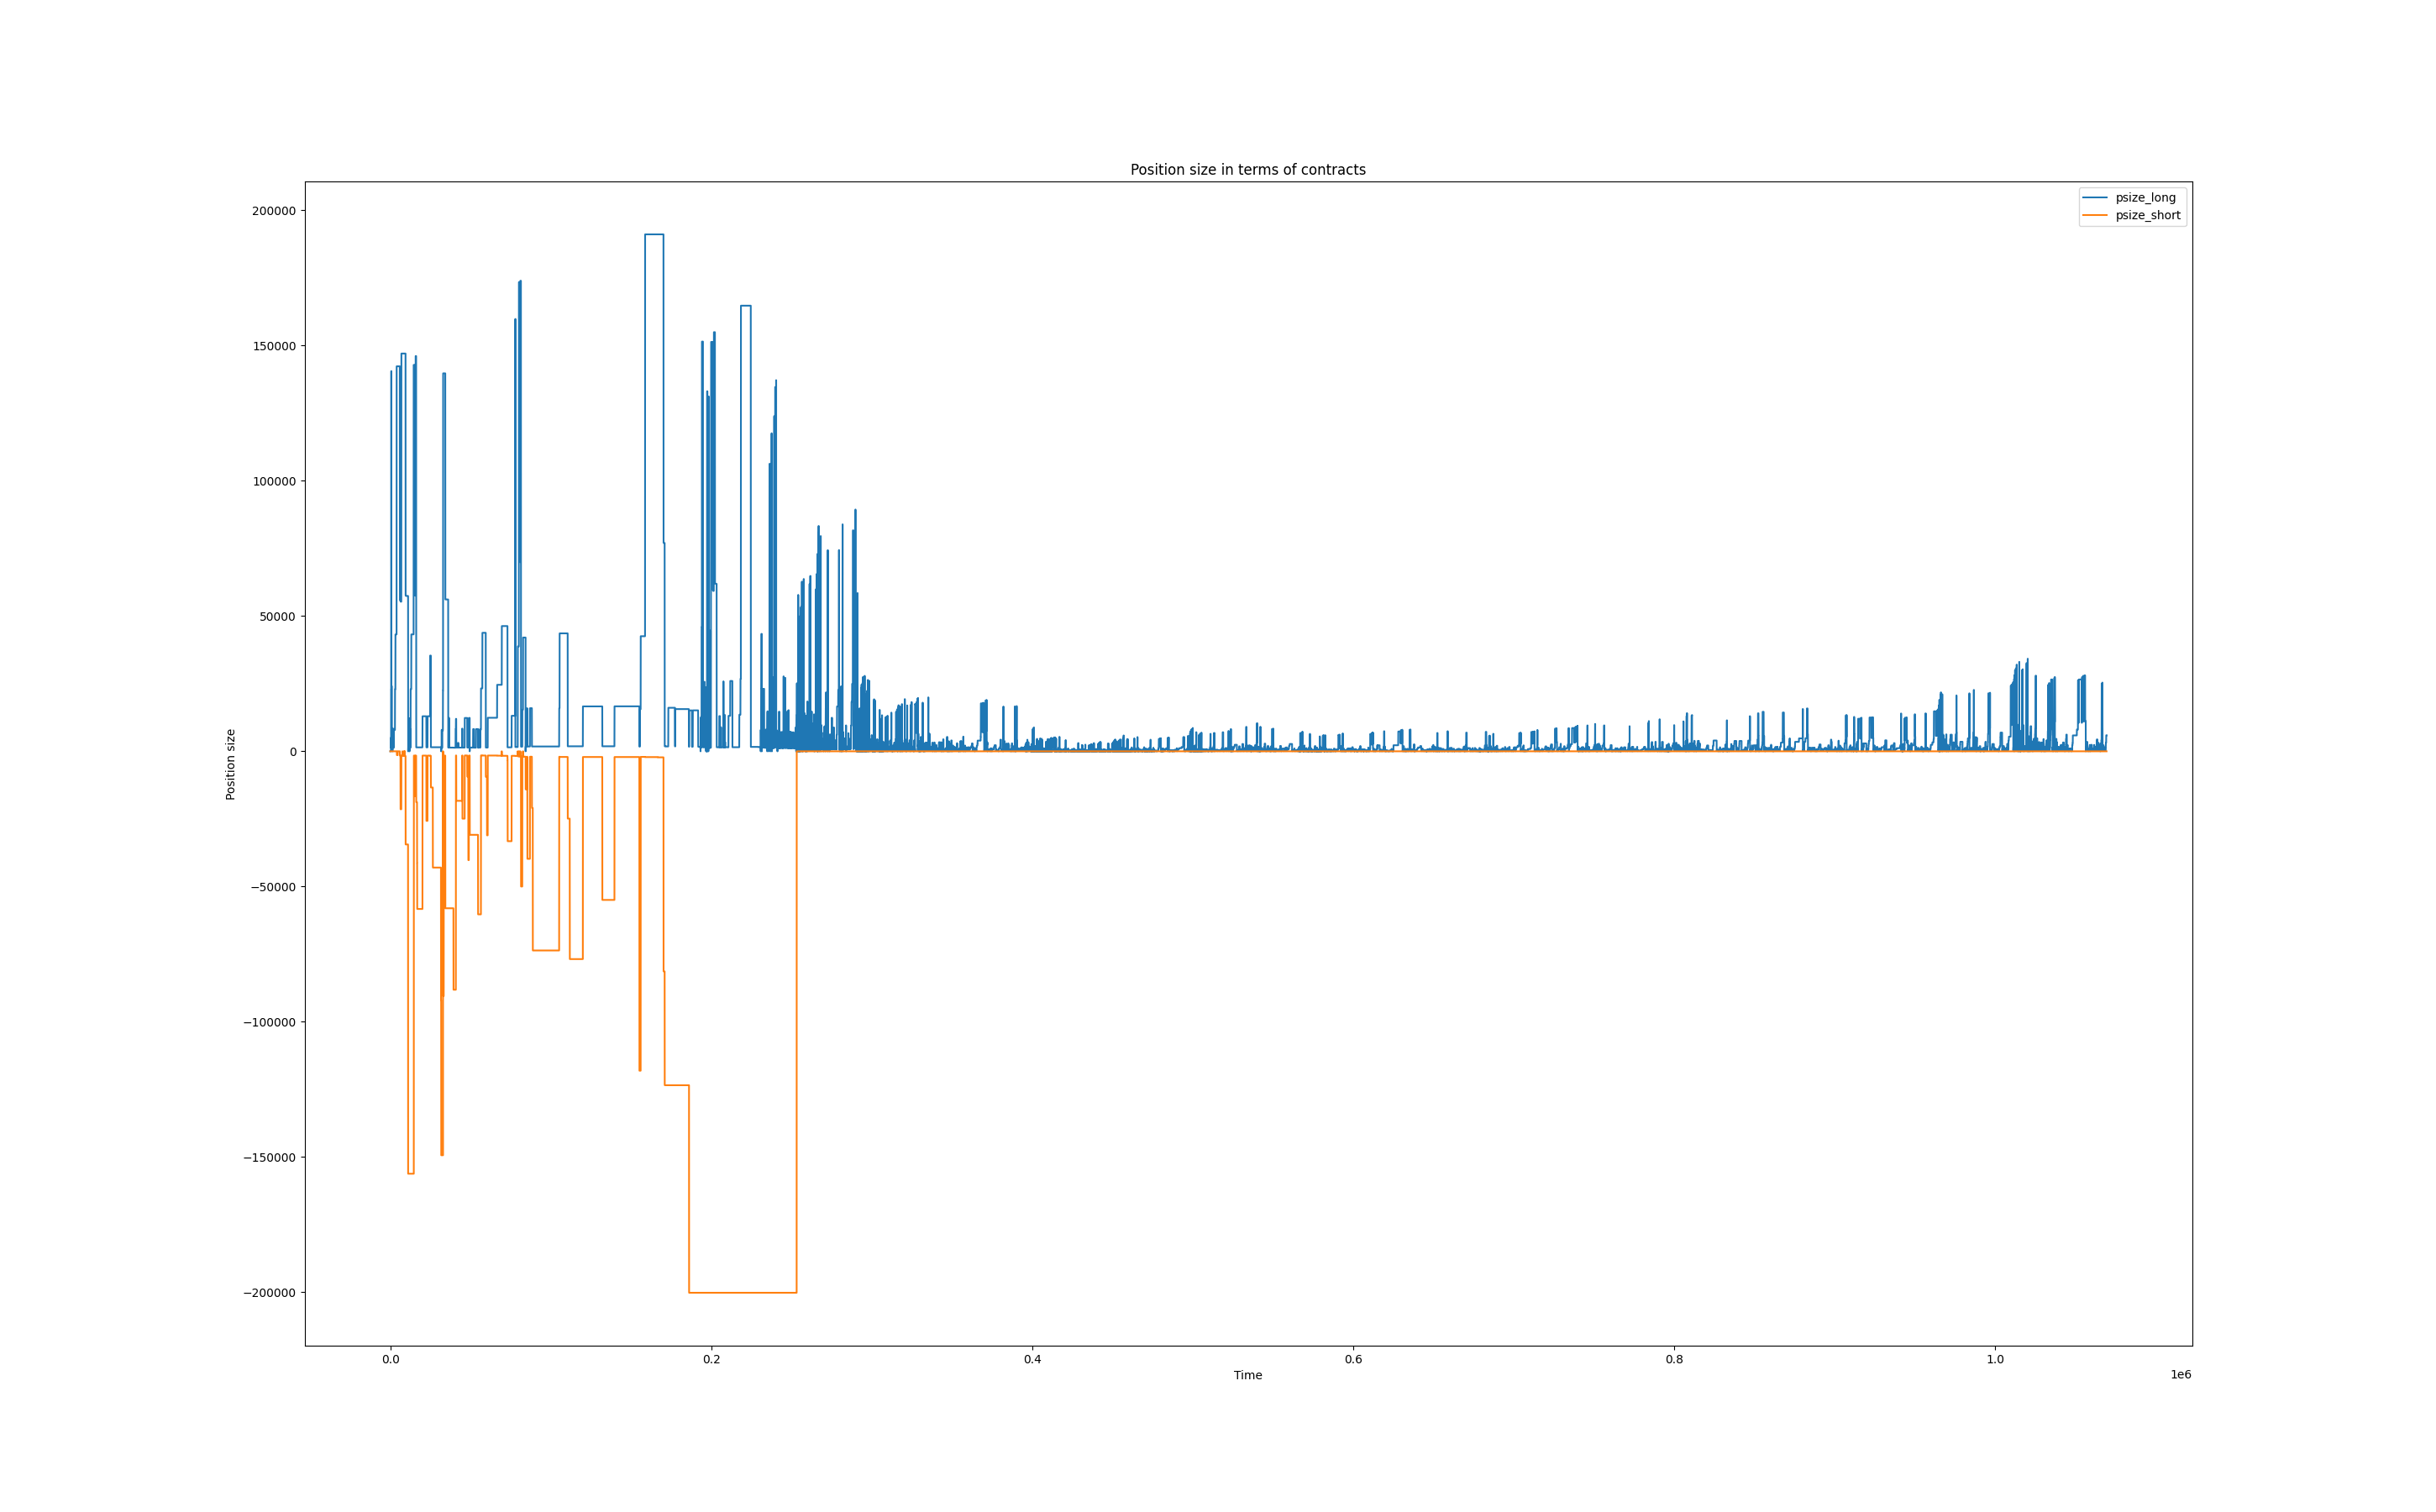 Position size in terms of contracts
psize_long
psize_short
200000
150000
100000
50000
0
−50000
−100000
−150000
−200000
Position size
0.0
0.2
0.4
0.6
0.8
1.0
1e6
Time